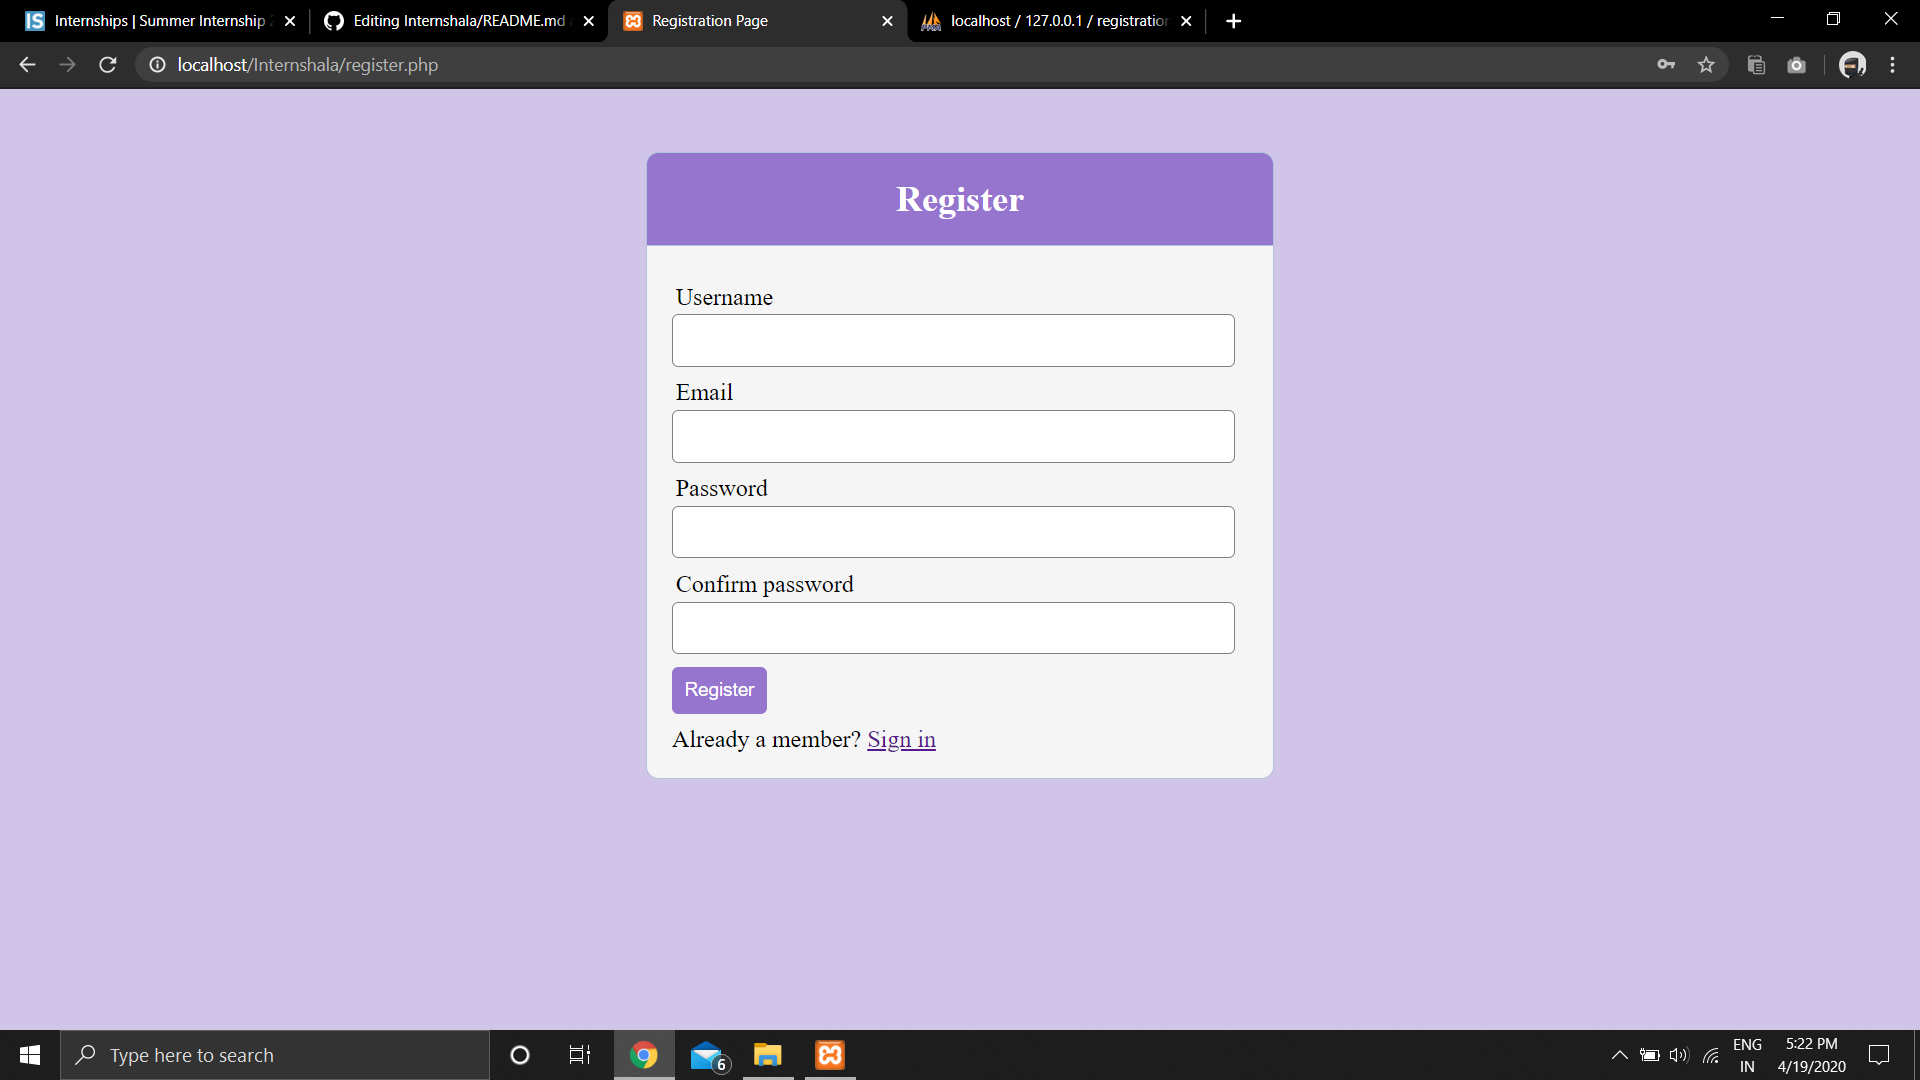 IS Internships | Summer Internship
Editing Internshala/README.md
Registration Page
localhost / 127.0.0.1 / registration
localhost/Internshala/register.php
Register
Username
Email
Password
Confirm password
Register
Already a member? Sign in
Type here to search
6
ENG
IN
5:22 PM
4/19/2020